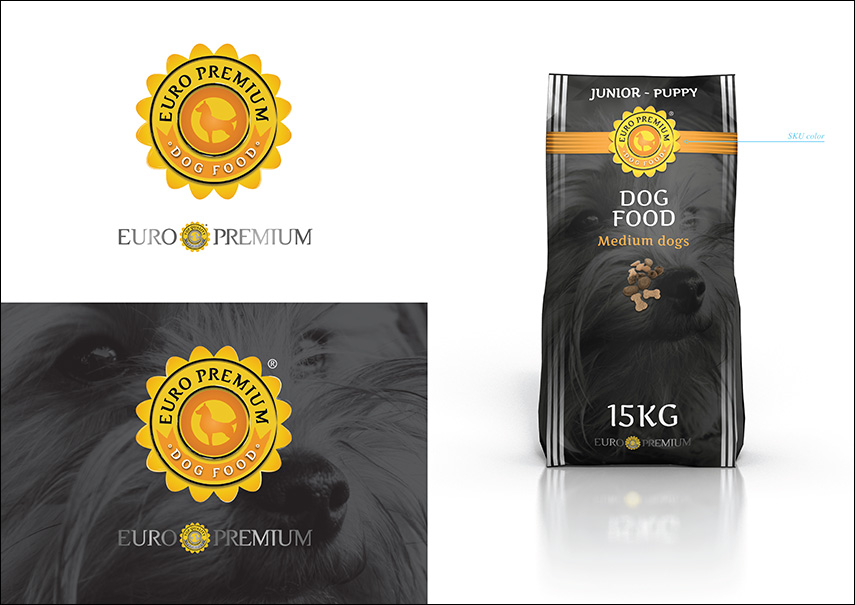 EURO PREMIUM
DOG FOOD
EURO PREMIUM
®
EURO PREMIUM
DOG FOOD
EURO PREMIUM
JUNIOR - PUPPY
®
EURO PREMIUM
DOG FOOD
SKU color
DOG
FOOD
Medium dogs
15KG
EURO PREMIUM